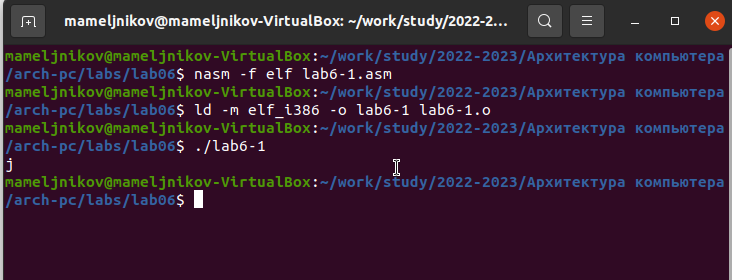 mameljnikov@mameljnikov-VirtualBox: ~/work/study/2022-2...
mameljnikov@mameljnikov-VirtualBox:~/work/study/2022-2023/Архитектура компьютера
/arch-pc/labs/lab06$ nasm -f elf lab6-1.asm
mameljnikov@mameljnikov-VirtualBox:~/work/study/2022-2023/Архитектура компьютера
/arch-pc/labs/lab06$ ld -m elf_i386 -o lab6-1 lab6-1.o
mameljnikov@mameljnikov-VirtualBox:~/work/study/2022-2023/Архитектура компьютера
/arch-pc/labs/lab06$ ./lab6-1
j
mameljnikov@mameljnikov-VirtualBox:~/work/study/2022-2023/Архитектура компьютера
/arch-pc/labs/lab06$